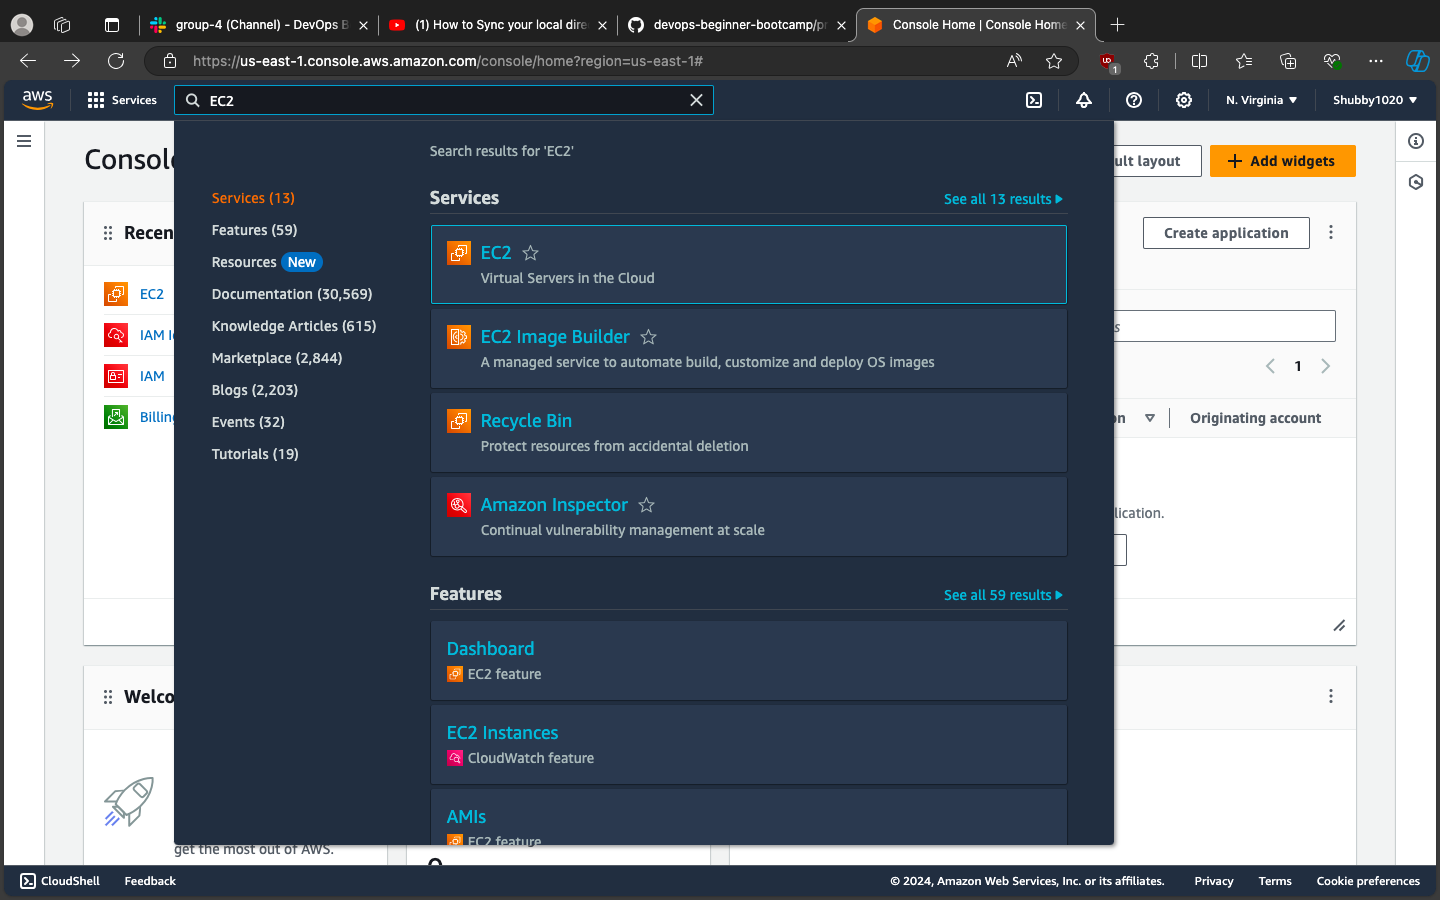 group-4 (Channel) - DevOps B
(1) How to Sync your local dire
devops-beginner-bootcamp/pr
Console Home | Console Home
https://us-east-1.console.aws.amazon.com/console/home?region=us-east-1#
UD
1
aws
Services
EC2
N. Virginia
Shubby1020
Search results for 'EC2'
Services (13)
Features (59)
Resources New
Documentation (30,569)
Knowledge Articles (615)
Marketplace (2,844)
Blogs (2,203)
Events (32)
Tutorials (19)
Services
See all 13 results
EC2
Virtual Servers in the Cloud
EC2 Image Builder
A managed service to automate build, customize and deploy OS images
Recycle Bin
Protect resources from accidental deletion
Amazon Inspector
Continual vulnerability management at scale
Features
See all 59 results
Dashboard
EC2 feature
EC2 Instances
CloudWatch feature
AMIs
EC2 feature
Consol
ult layout
Add widgets
Recen
EC2
IAM Id
IAM
Billing
Create application
s
1
on
Originating account
lication.
Welco
get the most out of AWS.
CloudShell
Feedback
© 2024, Amazon Web Services, Inc. or its affiliates.
Privacy
Terms
Cookie preferences